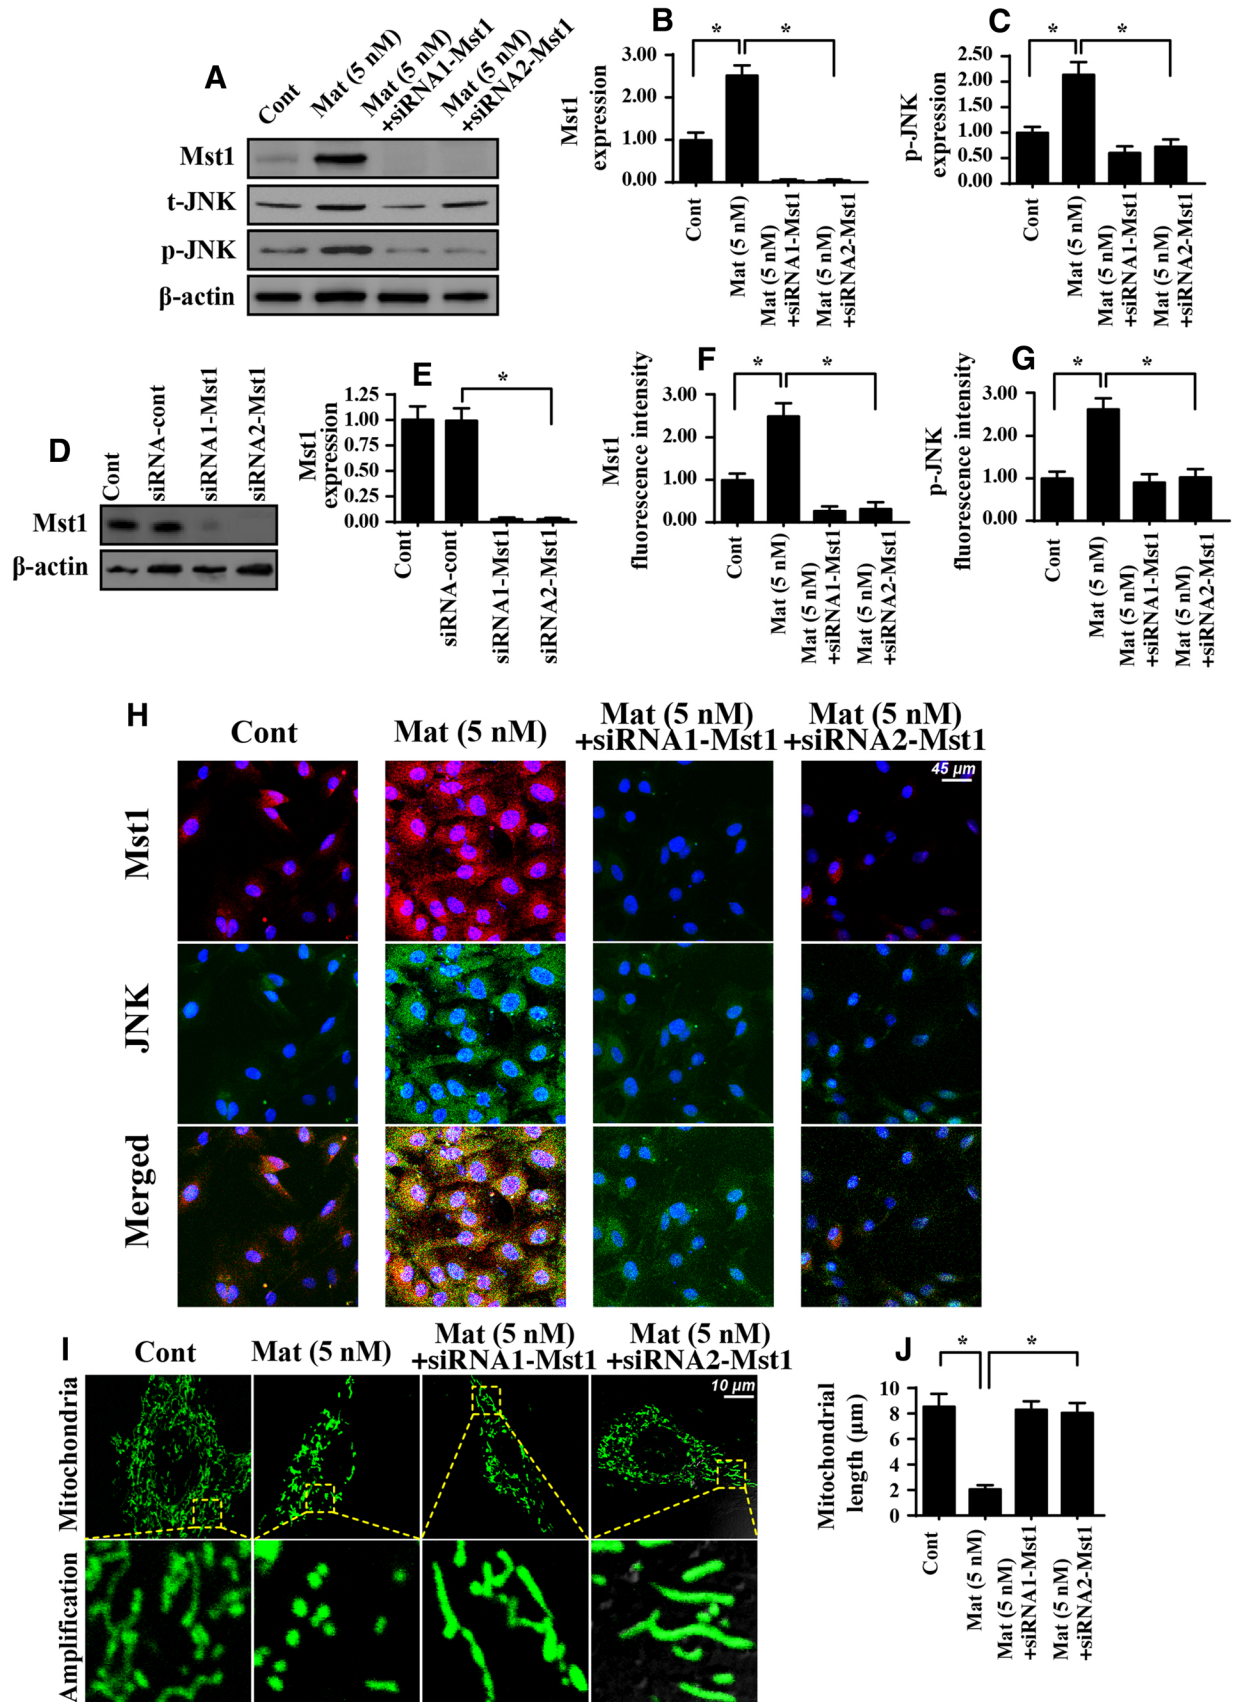 A
Cont
Mat (5 nM)
Mat (5 nM)
+siRNA1-Mst1
Mat (5 nM)
+siRNA2-Mst1
Mst1
t-JNK
p-JNK
β-actin
B
* *
Mst1
expression
3.00
2.00
1.00
0.00
Cont
Mat (5 nM)
Mat (5 nM)
+siRNA1-Mst1
Mat (5 nM)
+siRNA2-Mst1
C
* *
p-JNK
expression
2.50
2.00
1.50
1.00
0.50
0.00
Cont
Mat (5 nM)
Mat (5 nM)
+siRNA1-Mst1
Mat (5 nM)
+siRNA2-Mst1
D
Cont
siRNA-cont
siRNA1-Mst1
siRNA2-Mst1
Mst1
β-actin
E
*
Mst1
expression
1.25
1.00
0.75
0.50
0.25
0.00
Cont
siRNA-cont
siRNA1-Mst1
siRNA2-Mst1
F
* *
Mst1
fluorescence intensity
3.00
2.00
1.00
0.00
Cont
Mat (5 nM)
Mat (5 nM)
+siRNA1-Mst1
Mat (5 nM)
+siRNA2-Mst1
G
* *
p-JNK
fluorescence intensity
3.00
2.00
1.00
0.00
Cont
Mat (5 nM)
Mat (5 nM)
+siRNA1-Mst1
Mat (5 nM)
+siRNA2-Mst1
H
Cont
Mat (5 nM)
Mat (5 nM)
+siRNA1-Mst1
Mat (5 nM)
+siRNA2-Mst1
45 μm
Mst1
JNK
Merged
I
Cont
Mat (5 nM)
Mat (5 nM)
+siRNA1-Mst1
Mat (5 nM)
+siRNA2-Mst1
10 μm
Mitochondria
Amplification
J
* *
Mitochondrial
length (μm)
10
8
6
4
2
0
Cont
Mat (5 nM)
Mat (5 nM)
+siRNA1-Mst1
Mat (5 nM)
+siRNA2-Mst1